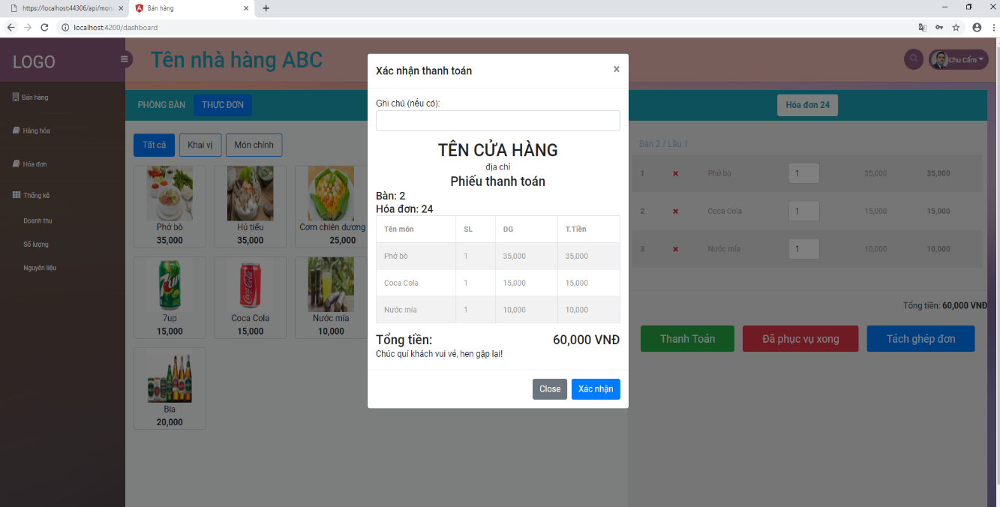 https://localhost:44306/api/mon
Bán hàng
localhost:4200/dashboard
LOGO
Tên nhà hàng ABC
Chu Cẩm
Bán hàng
Hàng hóa
Hóa đơn
Thống kê
Doanh thu
Số lượng
Nguyên liệu
PHÒNG BÀN
THỰC ĐƠN
Tất cả
Khai vị
Món chính
Phở bò
35,000
Hủ tiếu
35,000
Cơm chiên dương
25,000
7up
15,000
Coca Cola
15,000
Nước mía
10,000
Bia
20,000
Xác nhận thanh toán
×
Ghi chú (nếu có):
TÊN CỬA HÀNG
địa chỉ
Phiếu thanh toán
Bàn: 2
Hóa đơn: 24
Tên món SL ĐG T.Tiền
Phở bò 1 35,000 35,000
Coca Cola 1 15,000 15,000
Nước mía 1 10,000 10,000
Tổng tiền: 60,000 VNĐ
Chúc quí khách vui vẻ, hẹn gặp lại!
Close
Xác nhận
Hóa đơn 24
Bàn 2 / Lầu 1
1 Phở bò 1 35,000 35,000
2 Coca Cola 1 15,000 15,000
3 Nước mía 1 10,000 10,000
Tổng tiền: 60,000 VNĐ
Thanh Toán
Đã phục vụ xong
Tách ghép đơn